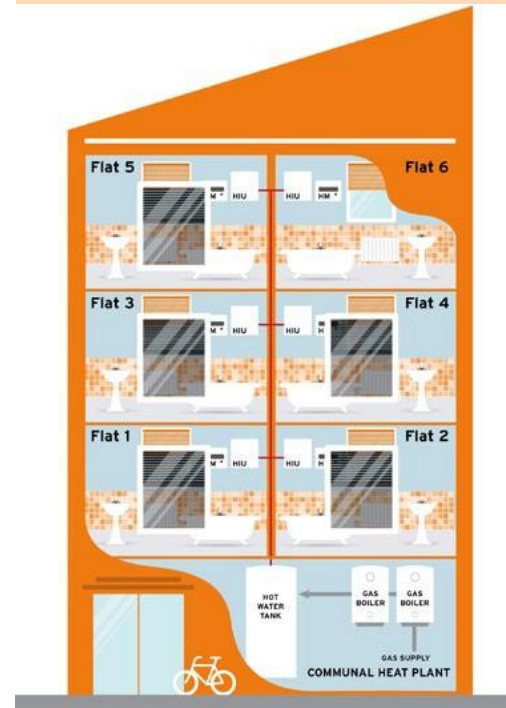 Flat 5
Flat 6
HIU
HIU
HM
Flat 3
Flat 4
HIU
HIU
Flat 1
Flat 2
HIU
HIU
HOT
WATER
TANK
GAS
BOILER
GAS
BOILER
GAS SUPPLY
COMMUNAL HEAT PLANT